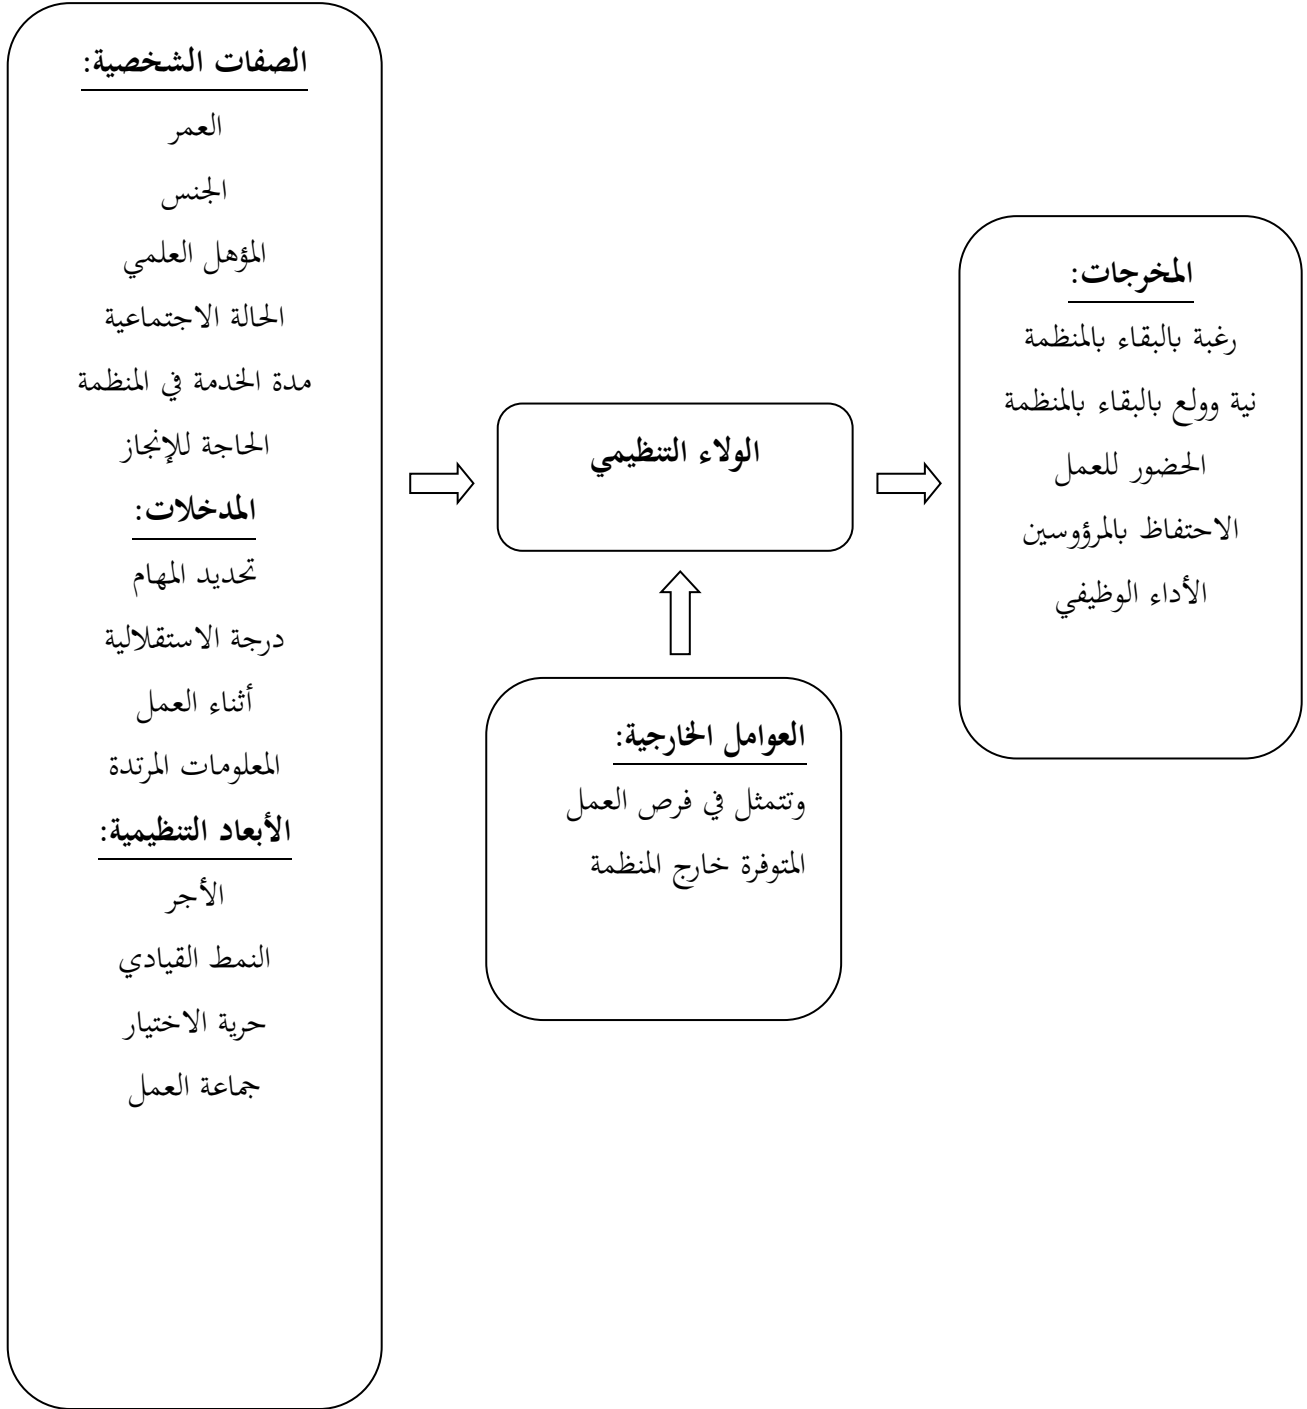 الصفات الشخصية:
العمر
الجنس
المؤهل العلمي
الحالة الاجتماعية
مدة الخدمة في المنظمة
الحاجة للإنجاز
المدخلات:
تحديد المهام
درجة الاستقلالية
أثناء العمل
المعلومات المرتدة
الأبعاد التنظيمية:
الأجر
النمط القيادي
حرية الاختيار
جماعة العمل
الولاء التنظيمي
العوامل الخارجية:
وتتمثل في فرص العمل
المتوفرة خارج المنظمة
المخرجات:
رغبة بالبقاء بالمنظمة
نية وولع بالبقاء بالمنظمة
الحضور للعمل
الاحتفاظ بالمرؤوسين
الأداء الوظيفي